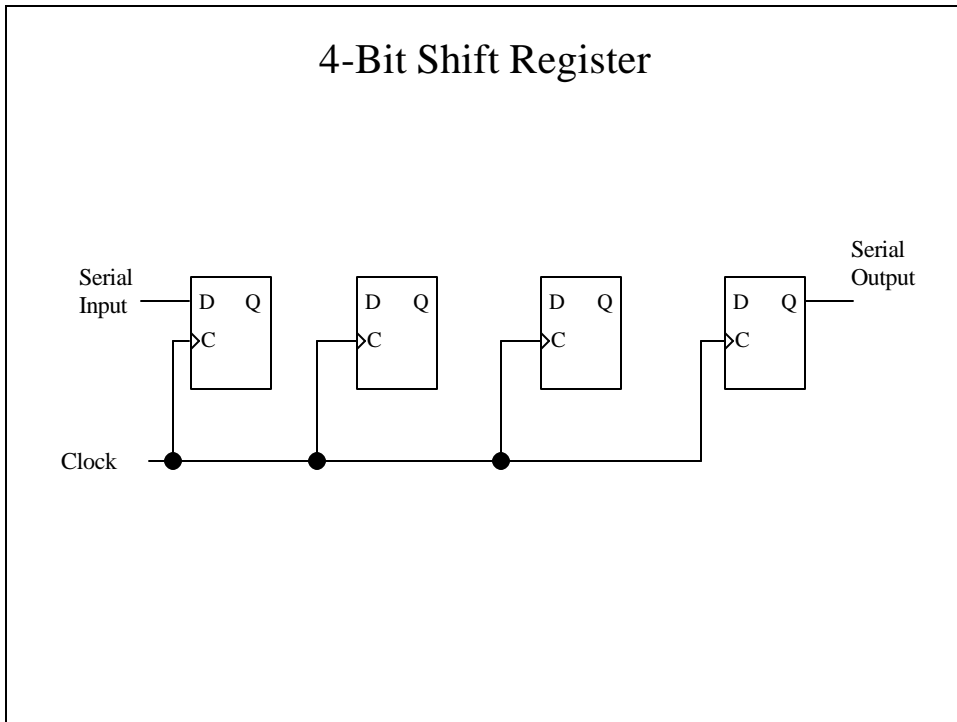 4-Bit Shift Register
Serial
Output
Serial
Input
D Q
C
D Q
C
D Q
C
D Q
C
Clock